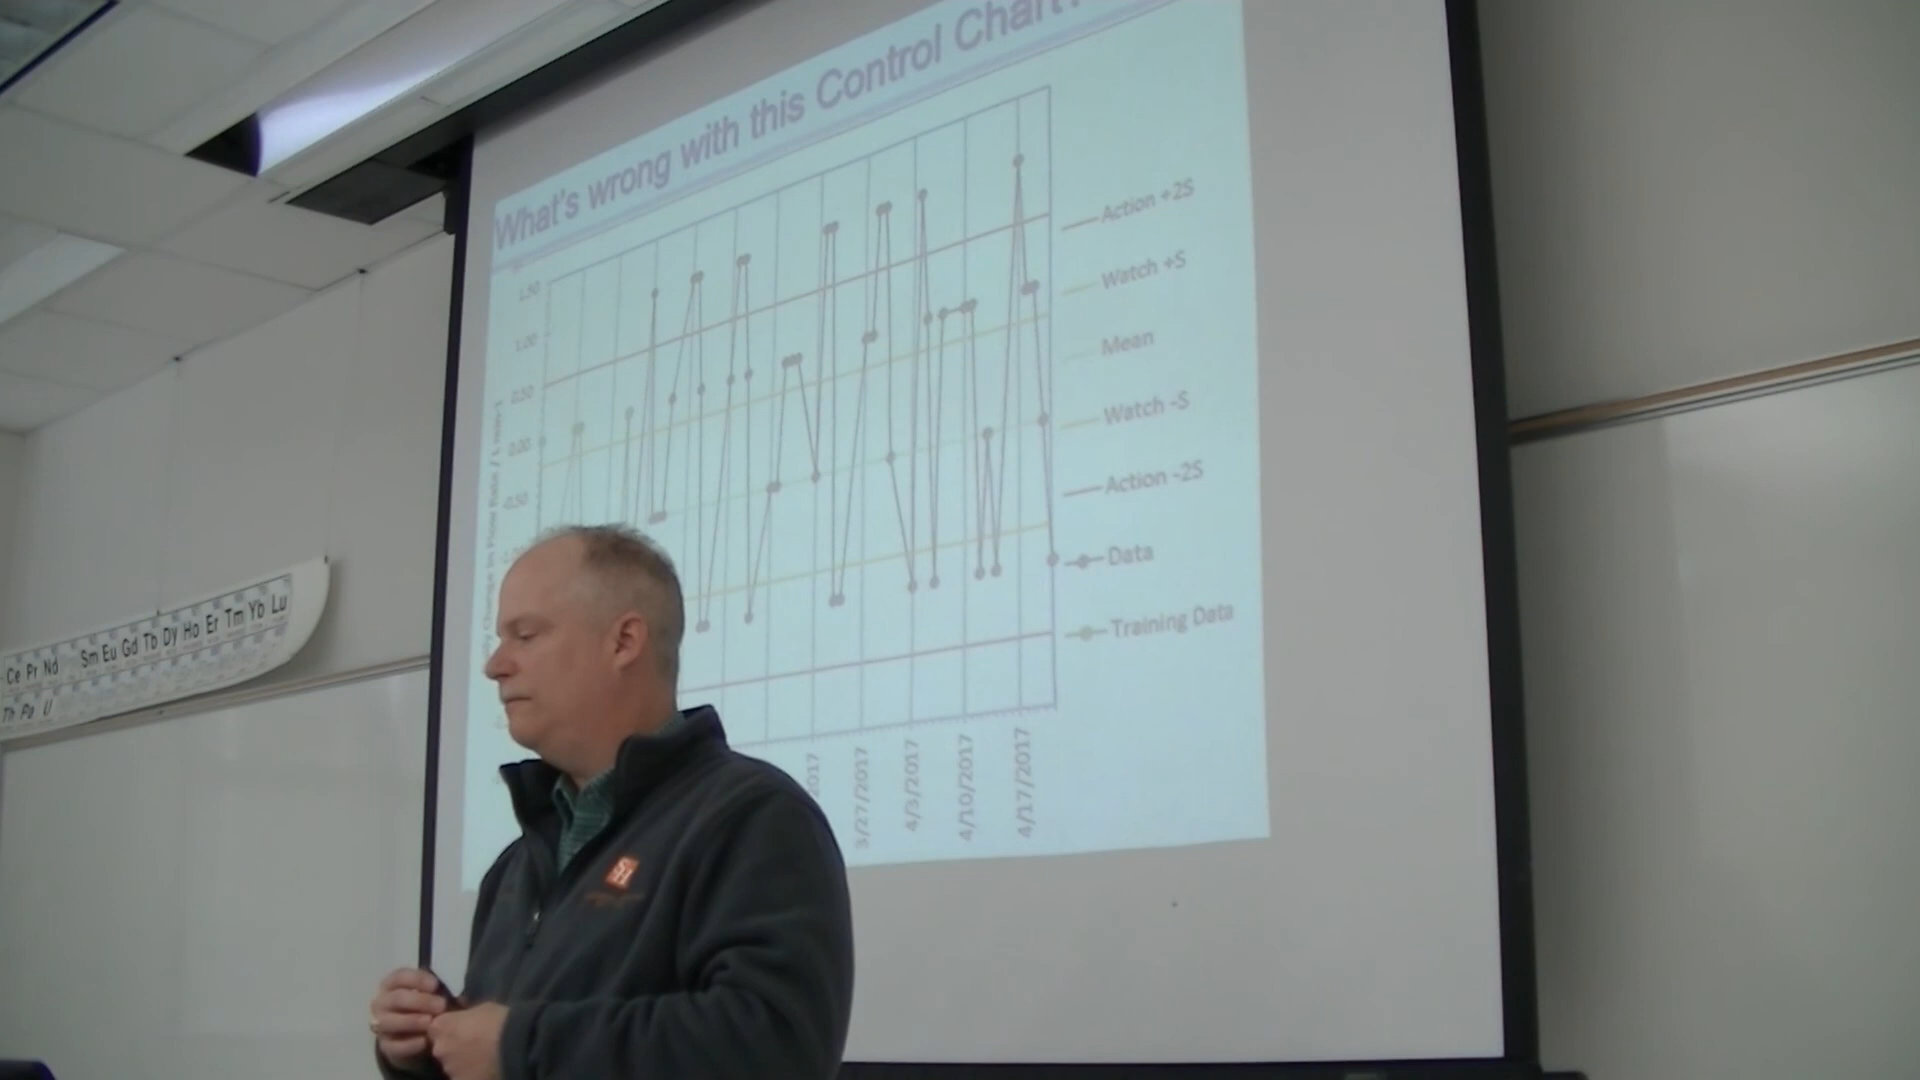 What's wrong with this Control Chart?
1.50
1.00
0.50
0.00
-0.50
Action +2S
Watch +S
Mean
Watch -S
Action -2S
Data
Training Data
2017
3/27/2017
4/3/2017
4/10/2017
4/17/2017
Ce Pr Nd Sm Eu Gd Tb Dy Ho Er Tm Yb Lu
Th Pa U
SH